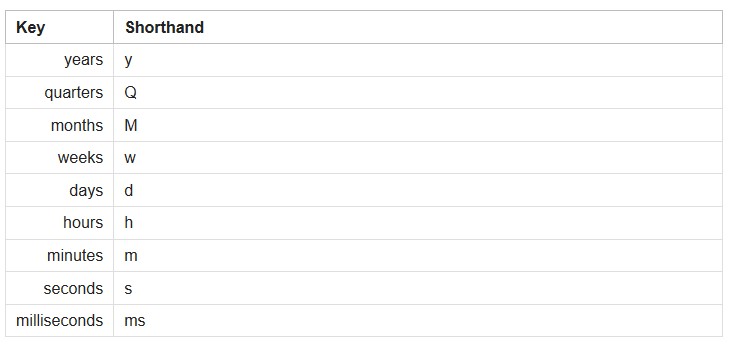 Key Shorthand
years y
quarters Q
months M
weeks w
days d
hours h
minutes m
seconds s
milliseconds ms